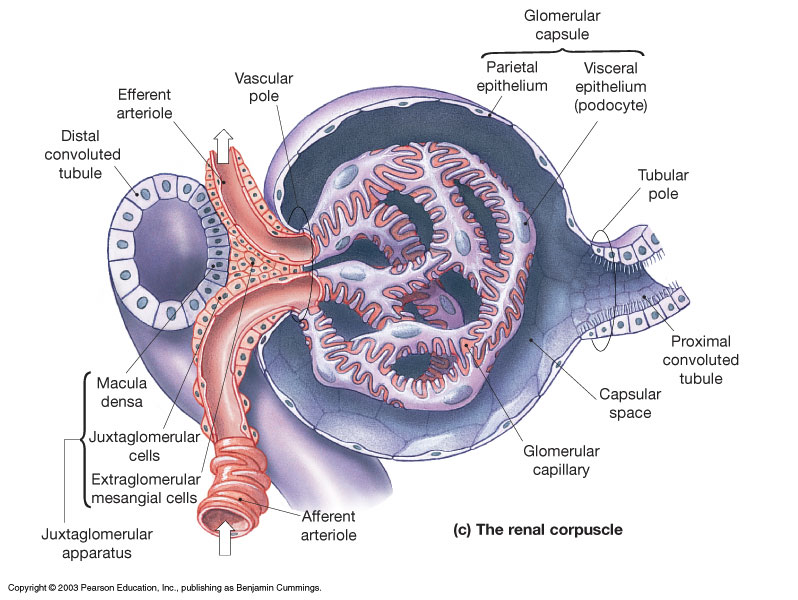 Glomerular
capsule
Parietal
epithelium
Visceral
epithelium
(podocyte)
Vascular
pole
Efferent
arteriole
Distal
convoluted
tubule
Tubular
pole
Proximal
convoluted
tubule
Capsular
space
Glomerular
capillary
Macula
densa
Juxtaglomerular
cells
Extraglomerular
mesangial cells
Juxtaglomerular
apparatus
Afferent
arteriole
(c) The renal corpuscle
Copyright © 2003 Pearson Education, Inc., publishing as Benjamin Cummings.